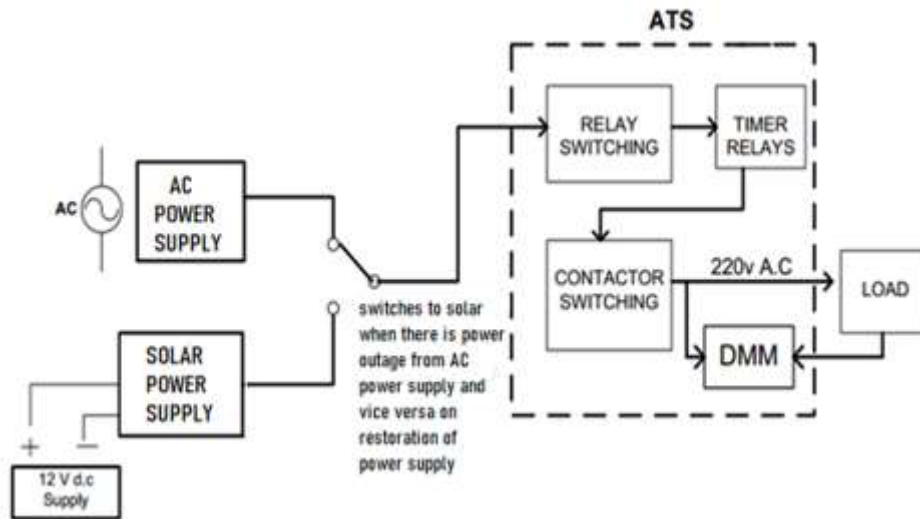 ATS
RELAY
SWITCHING
TIMER
RELAYS
AC
AC
POWER
SUPPLY
CONTACTOR
SWITCHING
220v A.C
LOAD
DMM
switches to solar
when there is power
outage from AC
power supply and
vice versa on
restoration of
power supply
SOLAR
POWER
SUPPLY
+
−
12 V d.c
Supply